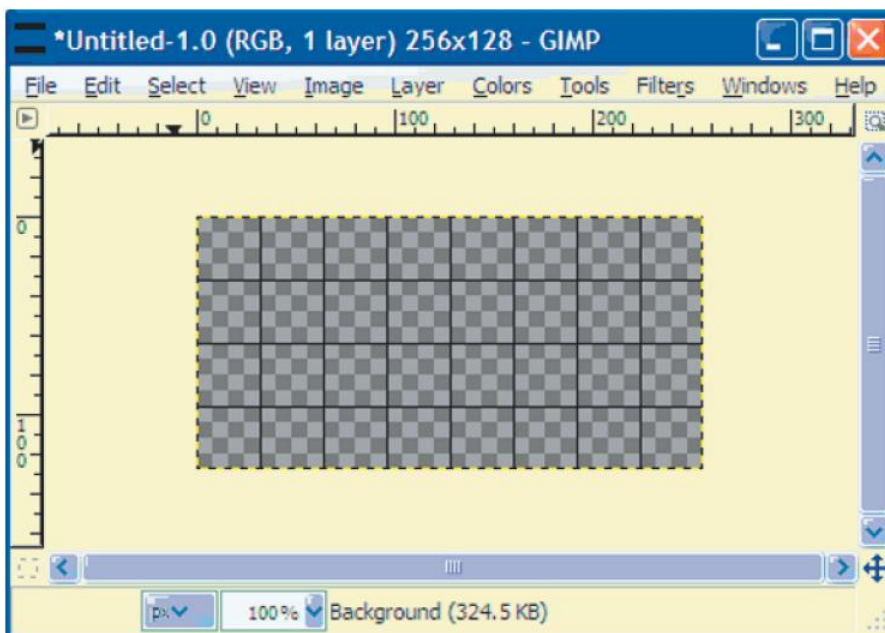 *Untitled-1.0 (RGB, 1 layer) 256x128 - GIMP
File Edit Select View Image Layer Colors Tools Filters Windows Help
0 100 200 300
0
100
px 100% Background (324.5 KB)